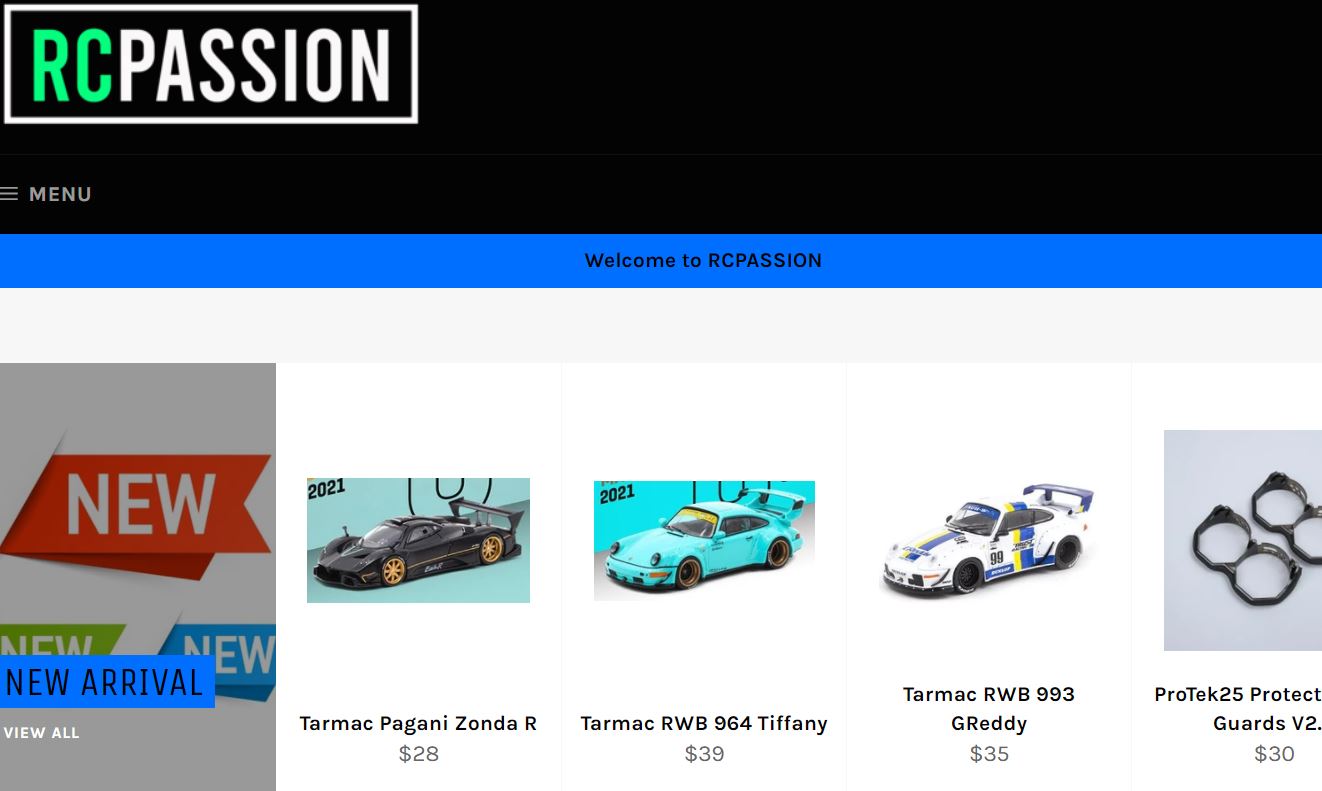 RCPASSION
MENU
Welcome to RCPASSION
NEW
NEW
NEW
NEW ARRIVAL
VIEW ALL
2021
Tarmac Pagani Zonda R
$28
2021
Tarmac RWB 964 Tiffany
$39
99
Tarmac RWB 993
GReddy
$35
ProTek25 Protect
Guards V2.
$30